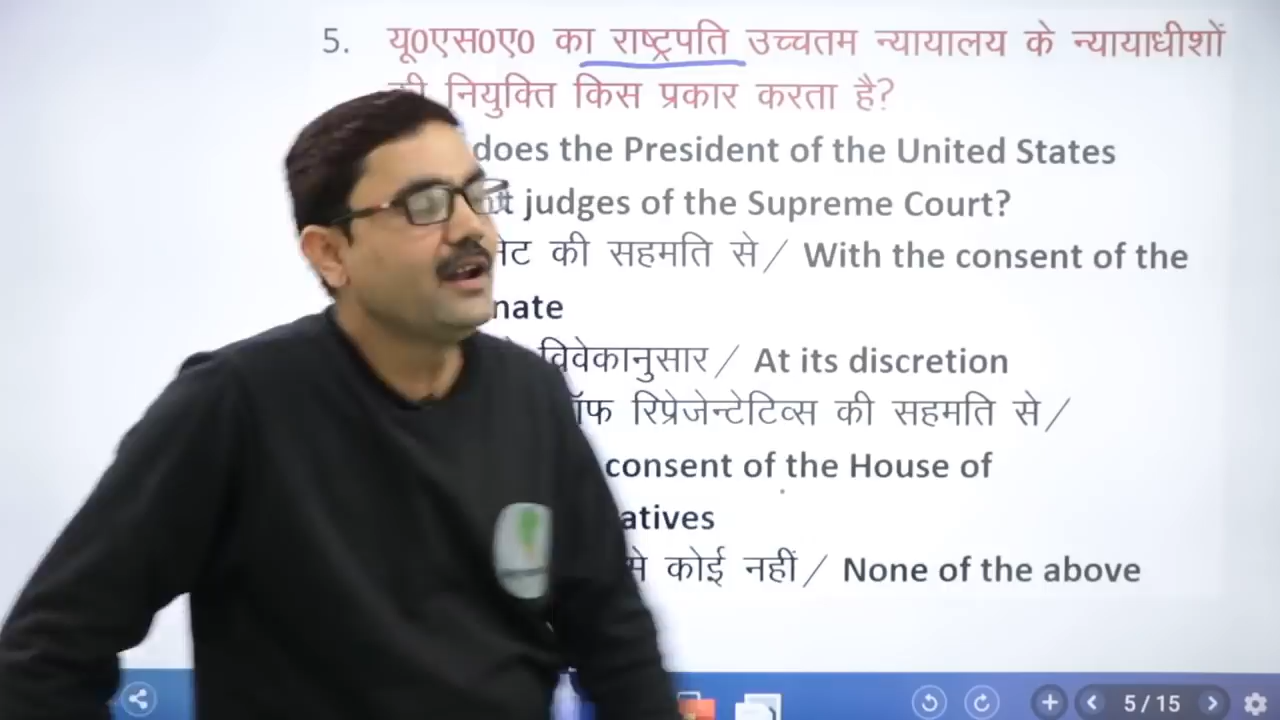 5. यू0एस0ए0 का राष्ट्रपति उच्चतम न्यायालय के न्यायाधीशों
नियुक्ति किस प्रकार करता है?
does the President of the United States
judges of the Supreme Court?
की सहमति से / With the consent of the
nate
विवेकानुसार / At its discretion
ऑफ रिप्रेजेन्टेटिव्स की सहमति से /
consent of the House of
atives
से कोई नहीं / None of the above
5 / 15